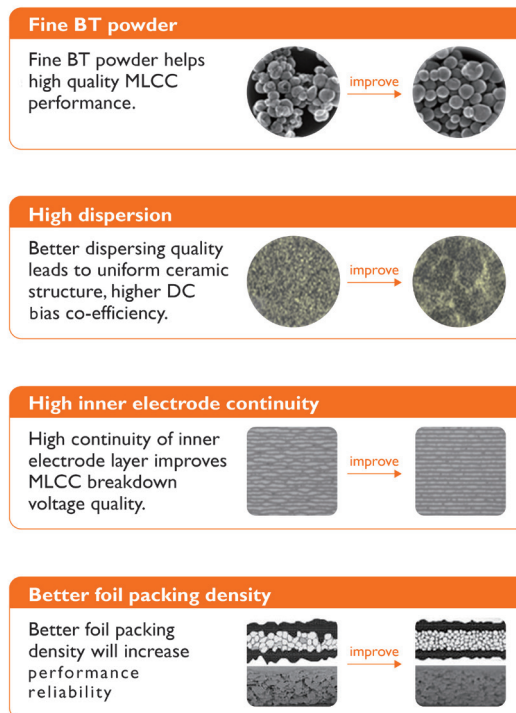 Fine BT powder
Fine BT powder helps
high quality MLCC
performance.
improve
High dispersion
Better dispersing quality
leads to uniform ceramic
structure, higher DC
bias co-efficiency.
improve
High inner electrode continuity
High continuity of inner
electrode layer improves
MLCC breakdown
voltage quality.
improve
Better foil packing density
Better foil packing
density will increase
performance
reliability
improve